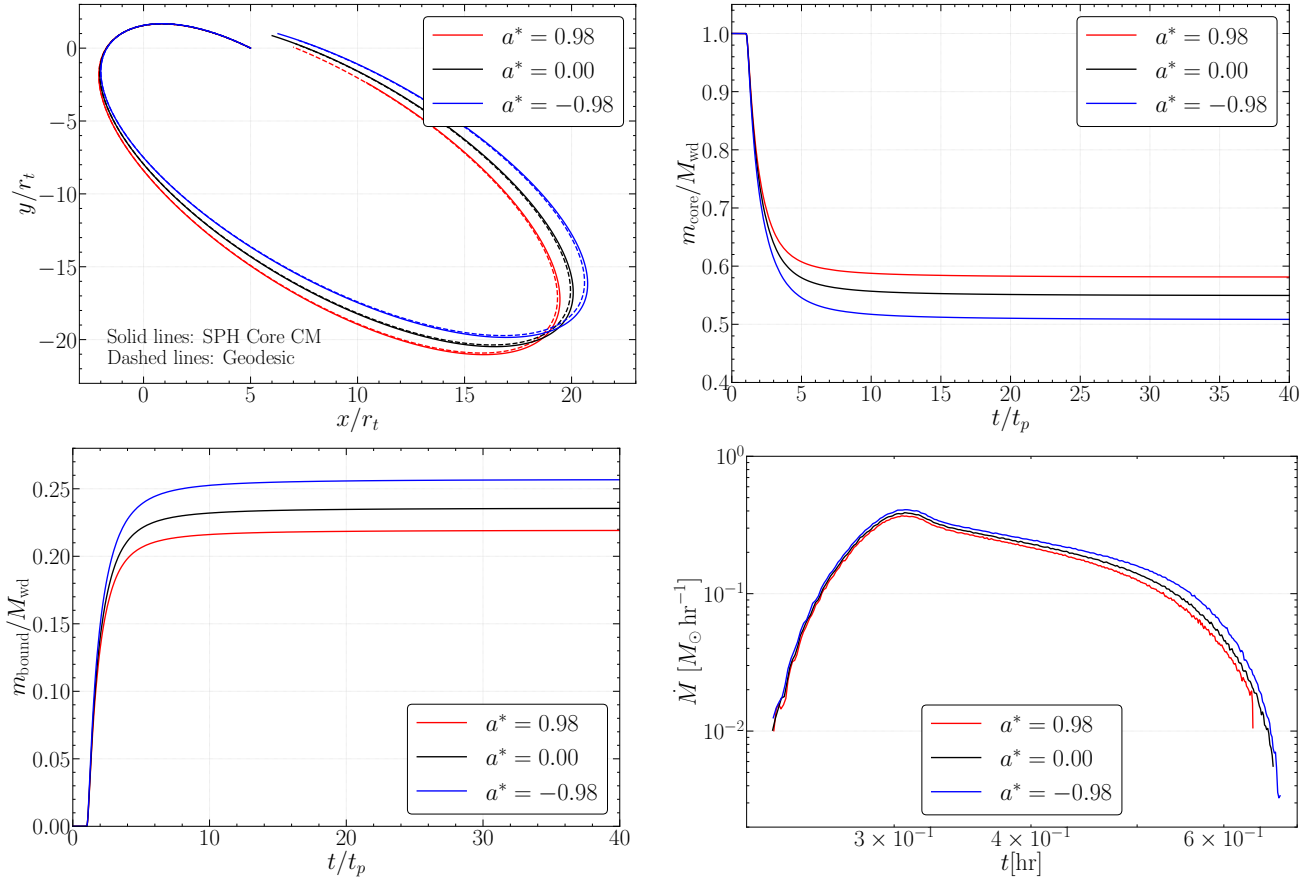 y/r_t
0
−5
−10
−15
−20
a* = 0.98
a* = 0.00
a* = −0.98
Solid lines: SPH Core CM
Dashed lines: Geodesic
0 5 10 15 20
x/r_t
m_core/M_wd
1.0
0.9
0.8
0.7
0.6
0.5
0.4
a* = 0.98
a* = 0.00
a* = −0.98
0 5 10 15 20 25 30 35 40
t/t_p
m_bound/M_wd
0.25
0.20
0.15
0.10
0.05
0.00
a* = 0.98
a* = 0.00
a* = −0.98
0 10 20 30 40
t/t_p
Ṁ [M_⊙ hr⁻¹]
10⁰
10⁻¹
10⁻²
a* = 0.98
a* = 0.00
a* = −0.98
3 × 10⁻¹ 4 × 10⁻¹ 6 × 10⁻¹
t[hr]